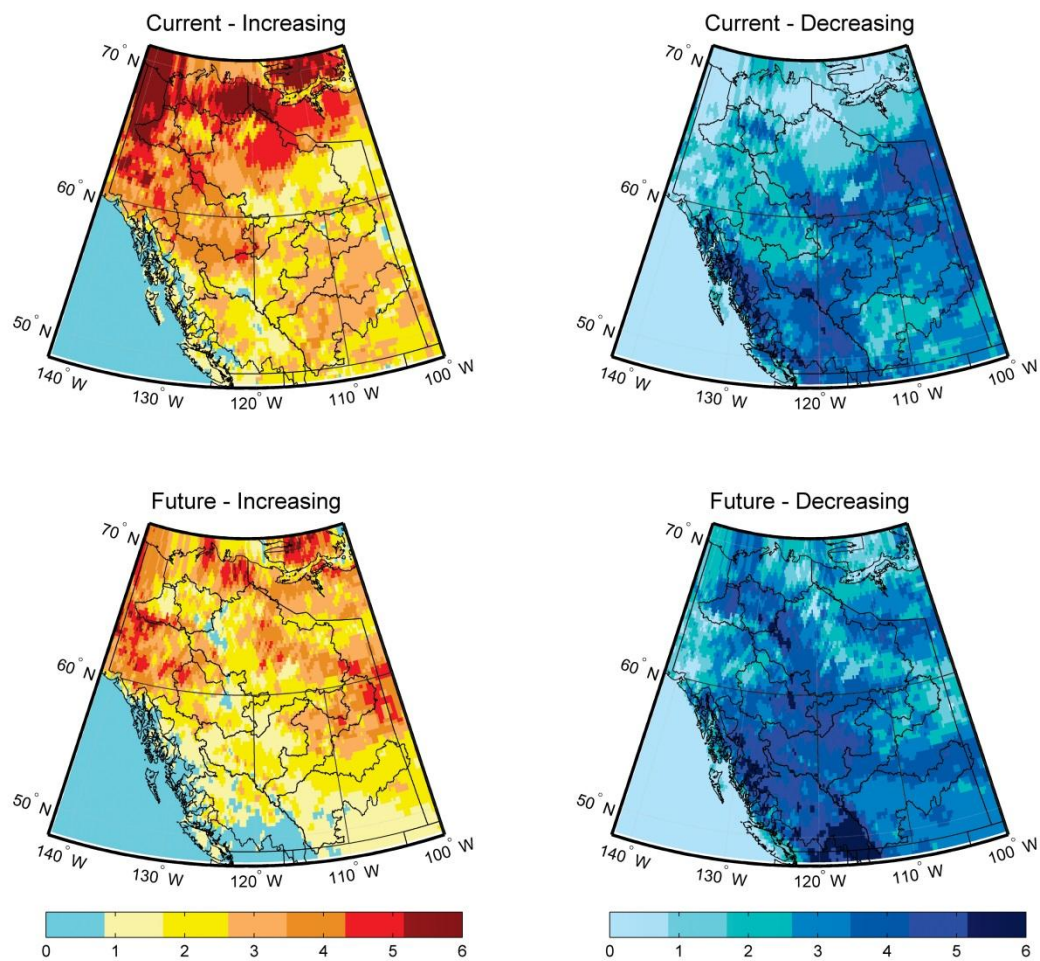 Current - Increasing
Current - Decreasing
70° N
60° N
50° N
140° W
130° W
120° W
110° W
100° W
70° N
60° N
50° N
140° W
130° W
120° W
110° W
100° W
Future - Increasing
Future - Decreasing
70° N
60° N
50° N
140° W
130° W
120° W
110° W
100° W
70° N
60° N
50° N
140° W
130° W
120° W
110° W
100° W
0 1 2 3 4 5 6
0 1 2 3 4 5 6